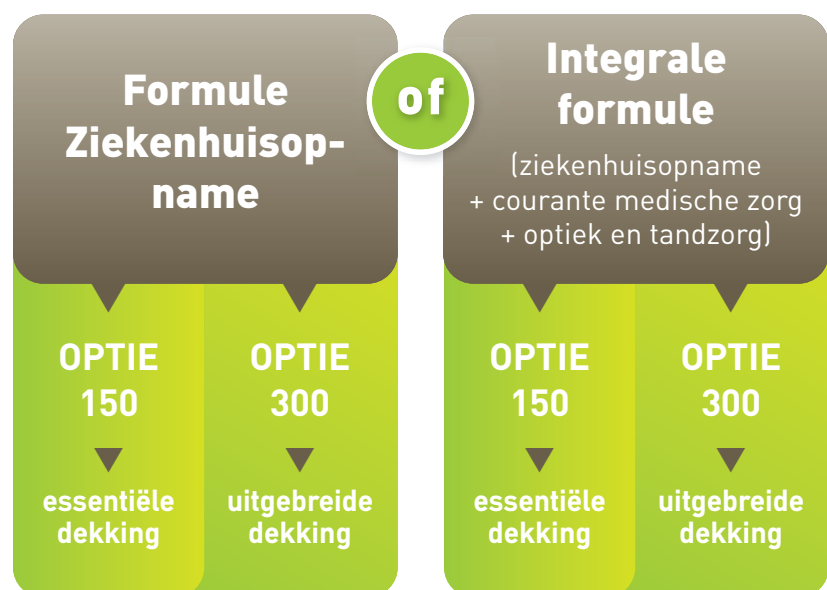 Formule
Ziekenhuisop-
name
of
Integrale
formule
(ziekenhuisopname
+ courante medische zorg
+ optiek en tandzorg)
OPTIE
150
essentiële
dekking
OPTIE
300
uitgebreide
dekking
OPTIE
150
essentiële
dekking
OPTIE
300
uitgebreide
dekking